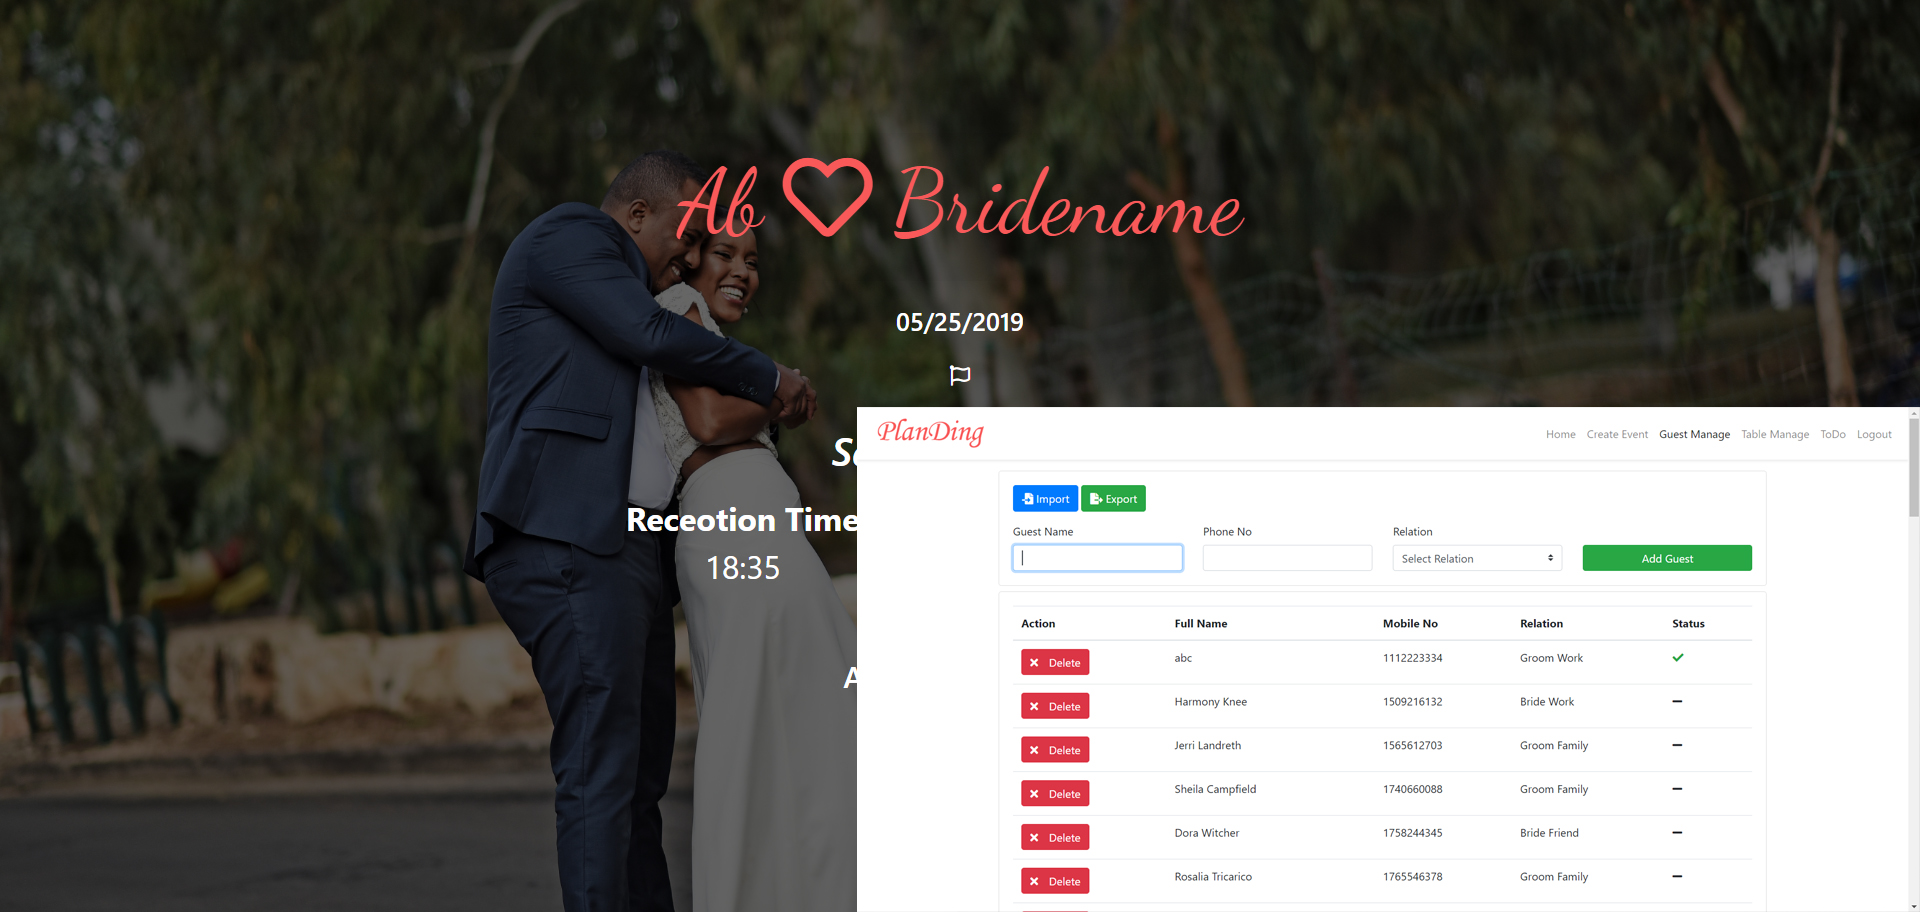 Ab Bridename
05/25/2019
Receotion Time
18:35
PlanDing
Home Create Event Guest Manage Table Manage ToDo Logout
Import Export
Guest Name Phone No Relation
Select Relation Add Guest
Action Full Name Mobile No Relation Status
Delete abc 1112223334 Groom Work
Delete Harmony Knee 1509216132 Bride Work
Delete Jerri Landreth 1565612703 Groom Family
Delete Sheila Campfield 1740660088 Groom Family
Delete Dora Witcher 1758244345 Bride Friend
Delete Rosalia Tricarico 1765546378 Groom Family